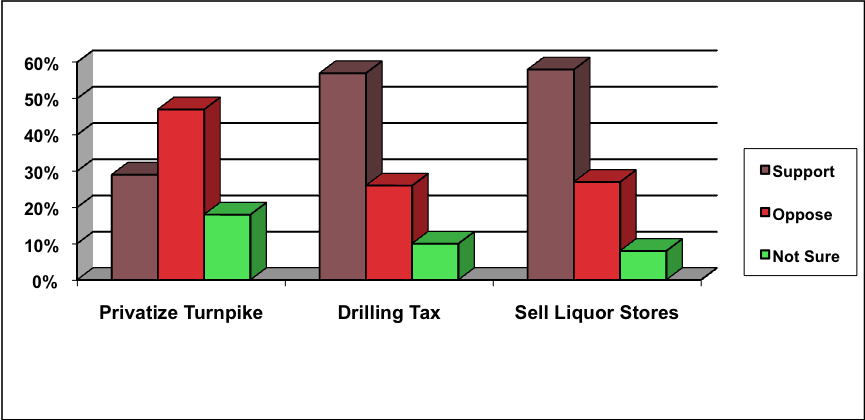 60%
50%
40%
30%
20%
10%
0%
Privatize Turnpike
Drilling Tax
Sell Liquor Stores
Support
Oppose
Not Sure